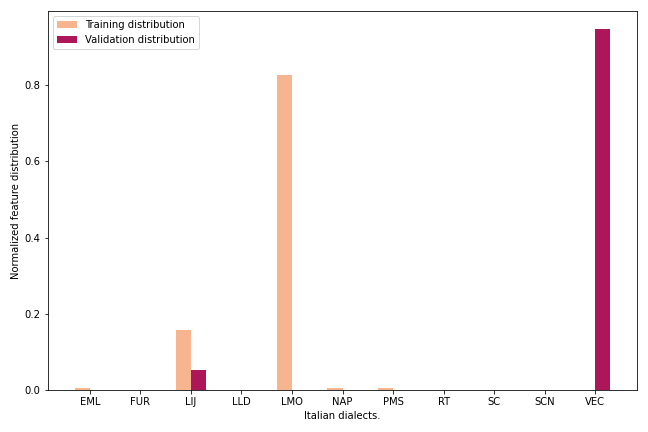 Training distribution
Validation distribution
Normalized feature distribution
0.8
0.6
0.4
0.2
0.0
EML FUR LIJ LLD LMO NAP PMS RT SC SCN VEC
Italian dialects.